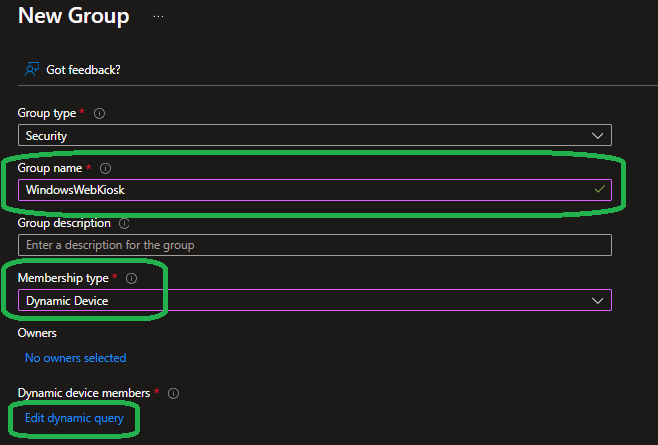 New Group ...
Got feedback?
Group type *
Security
Group name *
WindowsWebKiosk
Group description
Enter a description for the group
Membership type *
Dynamic Device
Owners
No owners selected
Dynamic device members *
Edit dynamic query